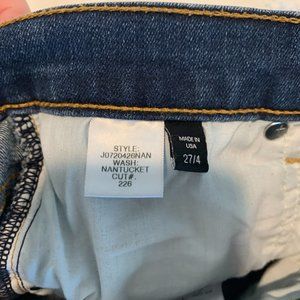 STYLE:
J0720426NAN
WASH:
NANTUCKET
CUT#.
226
MADE IN
USA
27/4